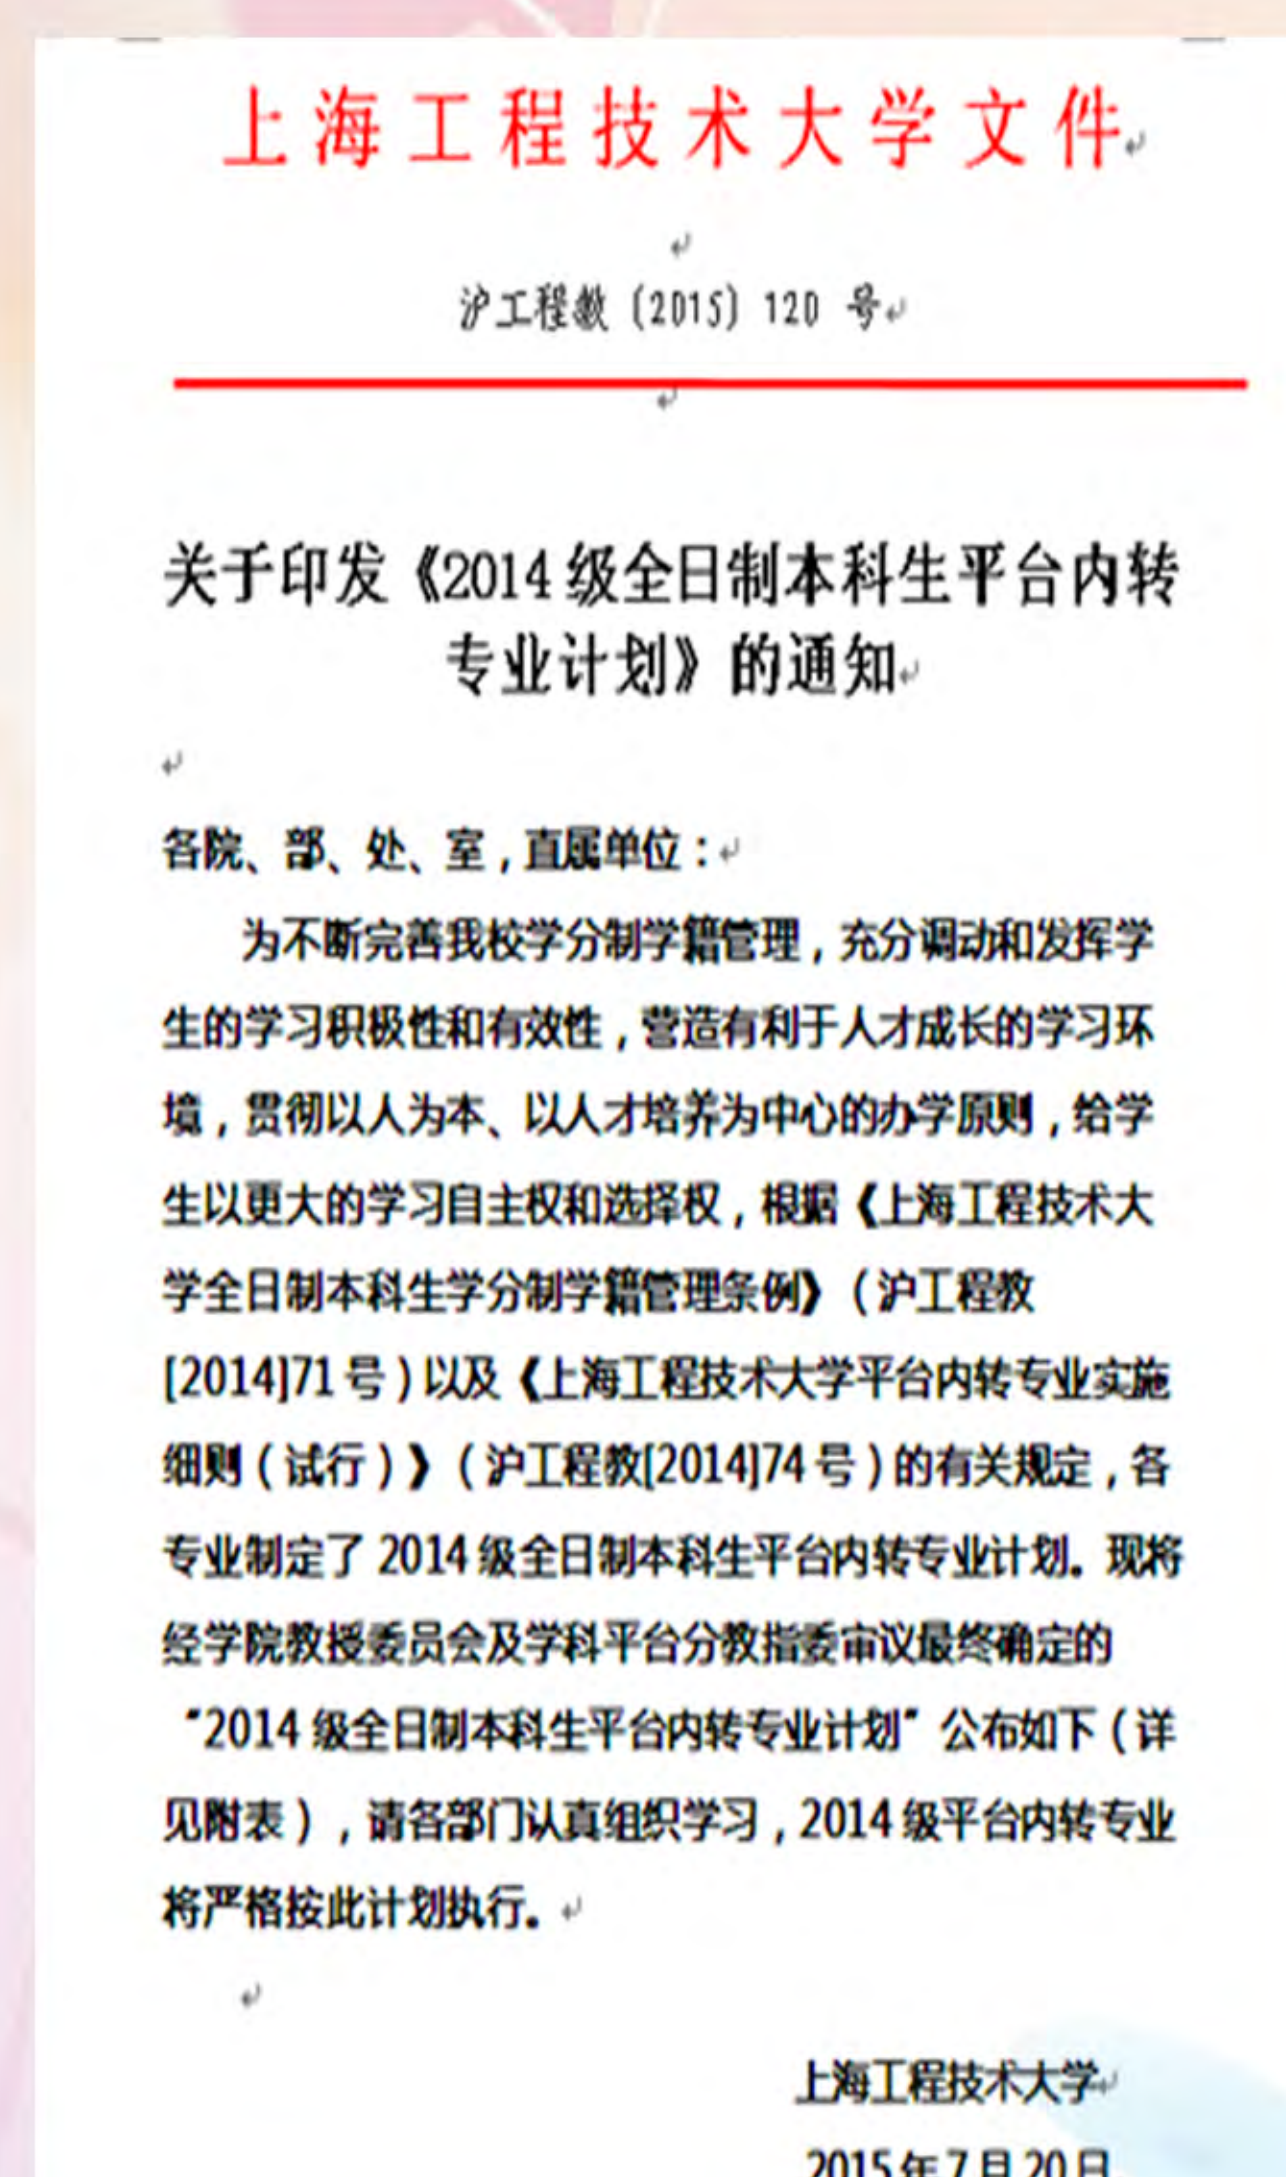 上海工程技术大学文件
沪工程教〔2015〕120 号
关于印发《2014 级全日制本科生平台内转
专业计划》的通知
各院、部、处、室，直属单位：
为不断完善我校学分制学籍管理，充分调动和发挥学
生的学习积极性和有效性，营造有利于人才成长的学习环
境，贯彻以人为本、以人才培养为中心的办学原则，给学
生以更大的学习自主权和选择权，根据《上海工程技术大
学全日制本科生学分制学籍管理条例》（沪工程教
[2014]71 号）以及《上海工程技术大学平台内转专业实施
细则（试行）》（沪工程教[2014]74 号）的有关规定，各
专业制定了 2014 级全日制本科生平台内转专业计划。现将
经学院教授委员会及学科平台分教指委审议最终确定的
“2014 级全日制本科生平台内转专业计划”公布如下（详
见附表），请各部门认真组织学习，2014 级平台内转专业
将严格按此计划执行。
上海工程技术大学
2015 年 7 月 20 日